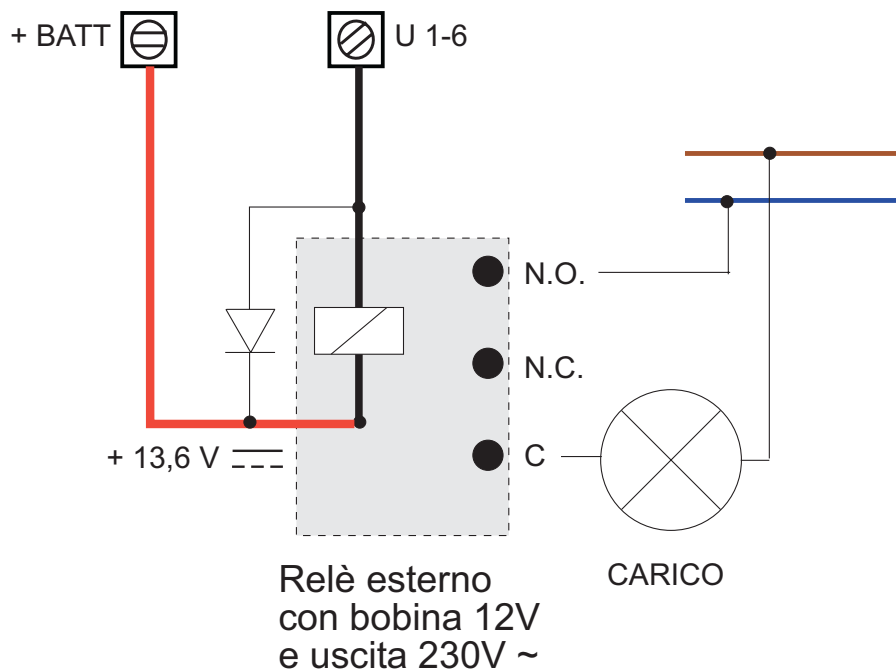 + BATT
U 1-6
N.O.
N.C.
+ 13,6 V
C
CARICO
Relè esterno
con bobina 12V
e uscita 230V ~